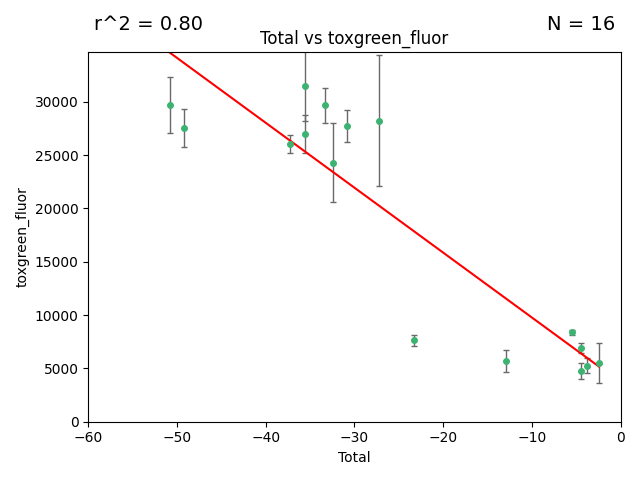 r^2 = 0.80
N = 16
Total vs toxgreen_fluor
30000
25000
20000
15000
10000
5000
0
toxgreen_fluor
−60
−50
−40
−30
−20
−10
0
Total